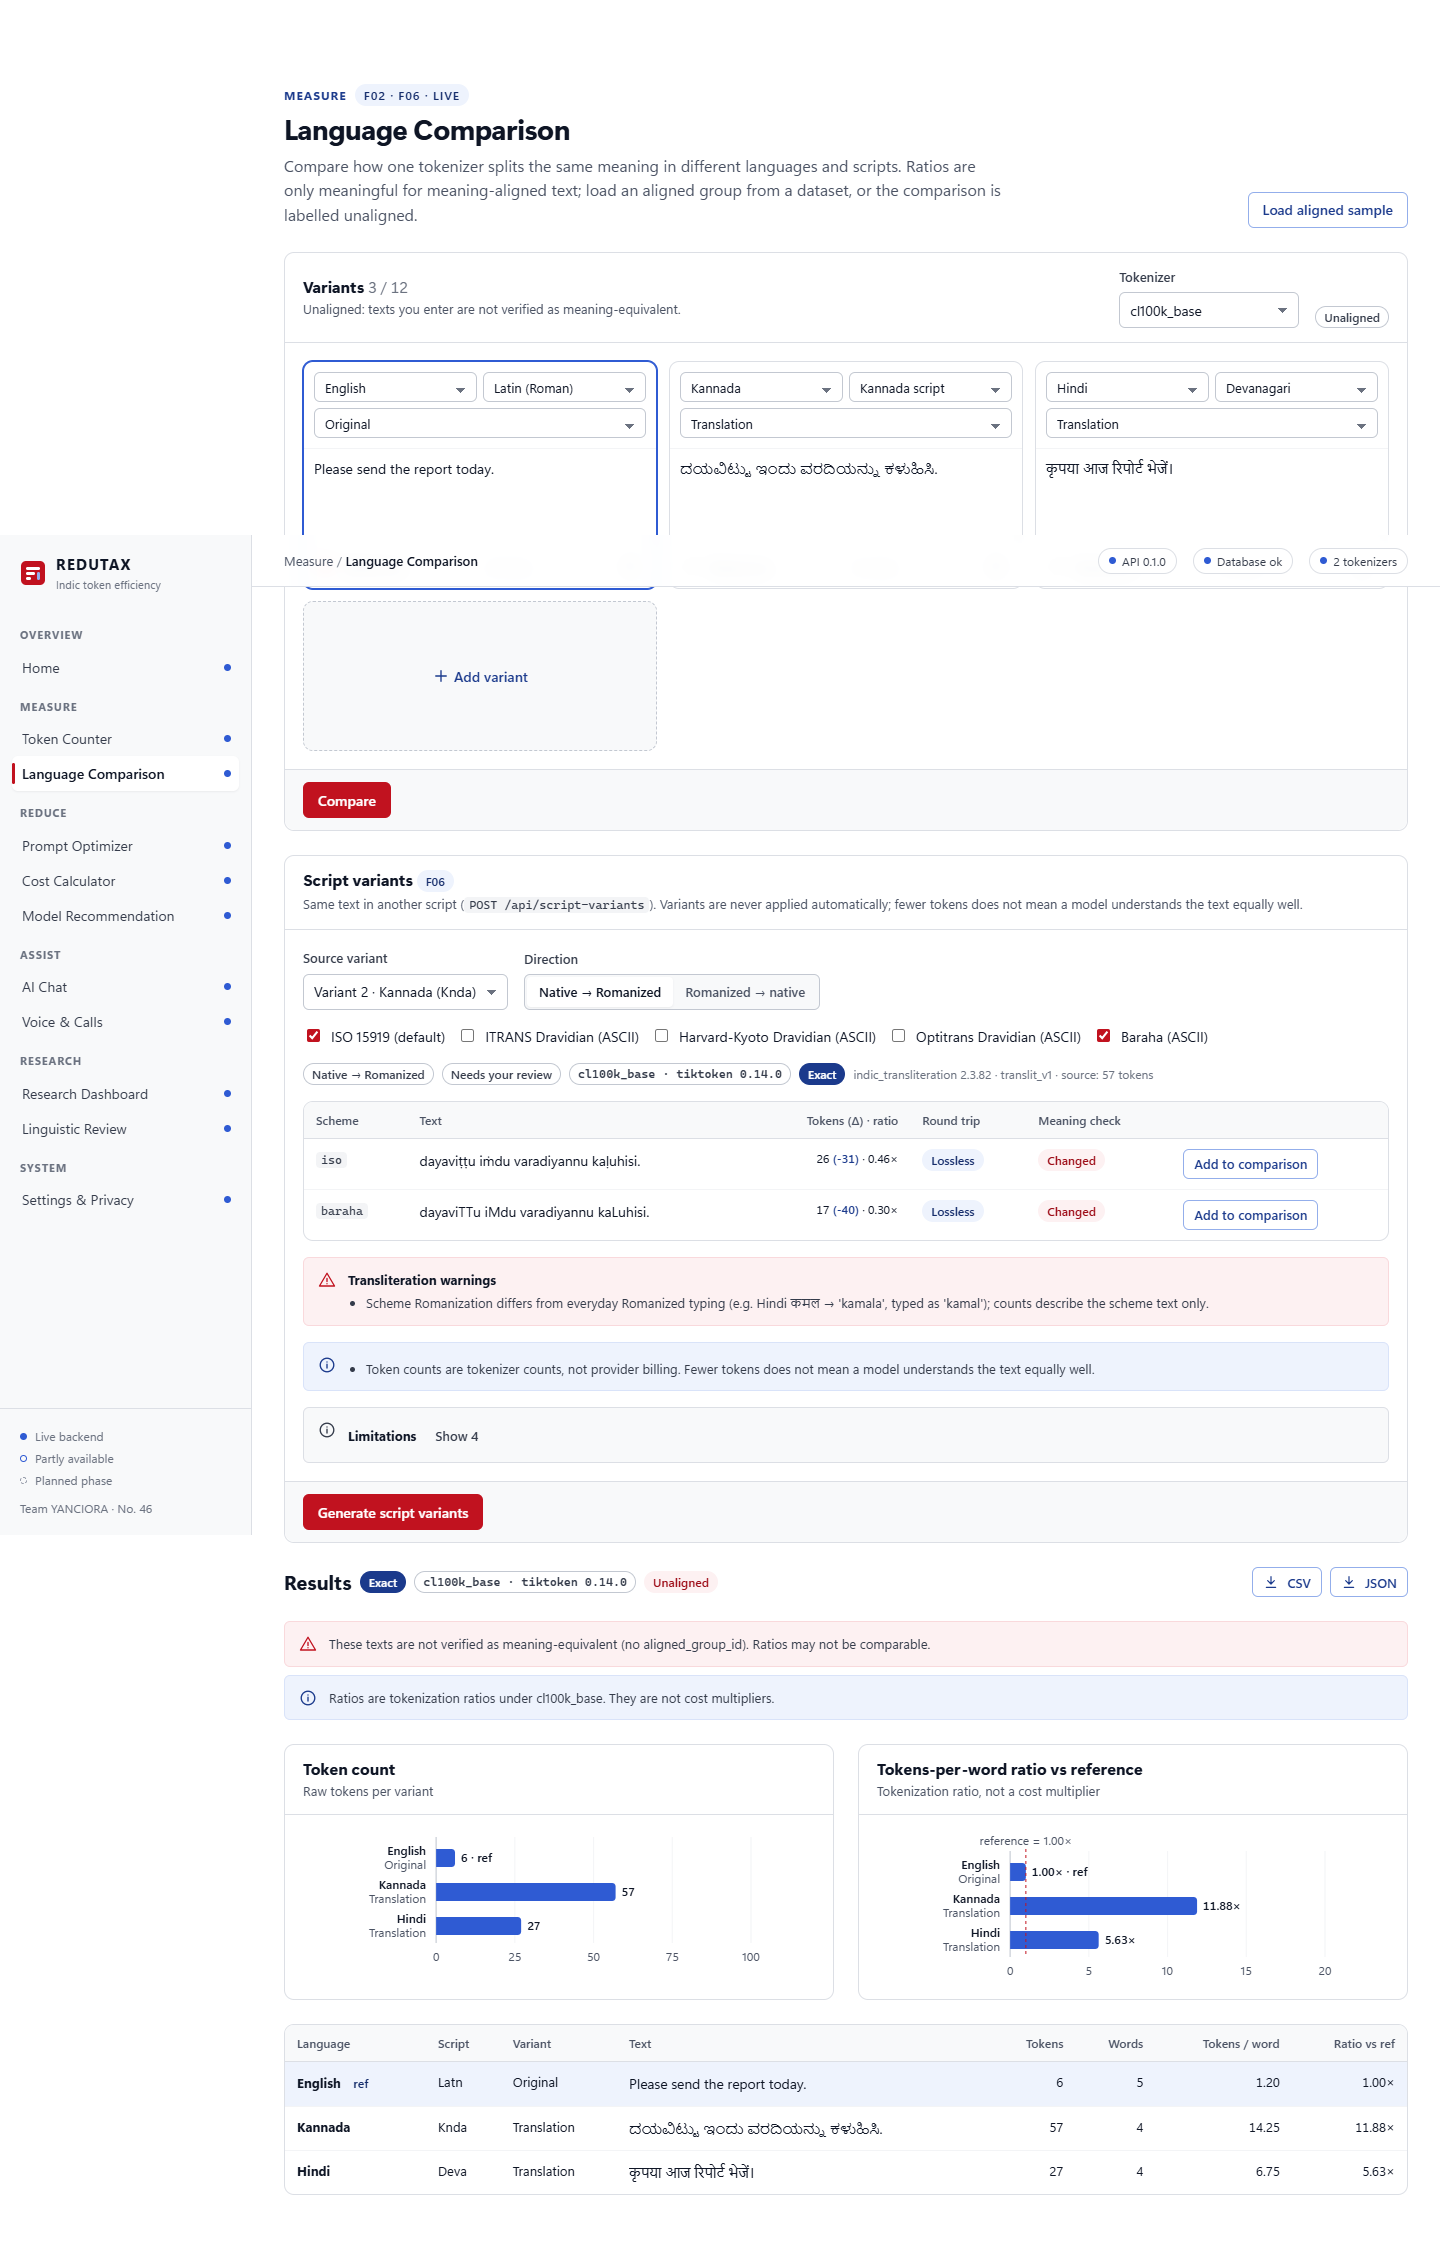 MEASURE F02 · F06 · LIVE
Language Comparison
Compare how one tokenizer splits the same meaning in different languages and scripts. Ratios are
only meaningful for meaning-aligned text; load an aligned group from a dataset, or the comparison is
labelled unaligned.
Load aligned sample
Variants 3 / 12
Unaligned: texts you enter are not verified as meaning-equivalent.
Tokenizer
cl100k_base
Unaligned
English Latin (Roman)
Original
Please send the report today.
Kannada Kannada script
Translation
ದಯವಿಟ್ಟು ಇಂದು ವರದಿಯನ್ನು ಕಳುಹಿಸಿ.
Hindi Devanagari
Translation
कृपया आज रिपोर्ट भेजें।
REDUTAX
Indic token efficiency
OVERVIEW
Home
MEASURE
Token Counter
Language Comparison
REDUCE
Prompt Optimizer
Cost Calculator
Model Recommendation
ASSIST
AI Chat
Voice & Calls
RESEARCH
Research Dashboard
Linguistic Review
SYSTEM
Settings & Privacy
Live backend
Partly available
Planned phase
Team YANCIORA · No. 46
Measure / Language Comparison
API 0.1.0
Database ok
2 tokenizers
+ Add variant
Compare
Script variants F06
Same text in another script ( POST /api/script-variants ). Variants are never applied automatically; fewer tokens does not mean a model understands the text equally well.
Source variant
Variant 2 · Kannada (Knda)
Direction
Native → Romanized Romanized → native
ISO 15919 (default) ITRANS Dravidian (ASCII) Harvard-Kyoto Dravidian (ASCII) Optitrans Dravidian (ASCII) Baraha (ASCII)
Native → Romanized Needs your review cl100k_base · tiktoken 0.14.0 Exact indic_transliteration 2.3.82 · translit_v1 · source: 57 tokens
Scheme Text Tokens (Δ) · ratio Round trip Meaning check
iso dayaviṭṭu iṁdu varadiyannu kaḷuhisi. 26 (-31) · 0.46× Lossless Changed Add to comparison
baraha dayaviTTu iMdu varadiyannu kaLuhisi. 17 (-40) · 0.30× Lossless Changed Add to comparison
Transliteration warnings
• Scheme Romanization differs from everyday Romanized typing (e.g. Hindi कमल → 'kamala', typed as 'kamal'); counts describe the scheme text only.
• Token counts are tokenizer counts, not provider billing. Fewer tokens does not mean a model understands the text equally well.
Limitations Show 4
Generate script variants
Results Exact cl100k_base · tiktoken 0.14.0 Unaligned
CSV JSON
These texts are not verified as meaning-equivalent (no aligned_group_id). Ratios may not be comparable.
Ratios are tokenization ratios under cl100k_base. They are not cost multipliers.
Token count
Raw tokens per variant
English
Original
6 · ref
Kannada
Translation
57
Hindi
Translation
27
0 25 50 75 100
Tokens-per-word ratio vs reference
Tokenization ratio, not a cost multiplier
reference = 1.00×
English
Original
1.00× · ref
Kannada
Translation
11.88×
Hindi
Translation
5.63×
0 5 10 15 20
Language Script Variant Text Tokens Words Tokens / word Ratio vs ref
English ref Latn Original Please send the report today. 6 5 1.20 1.00×
Kannada Knda Translation ದಯವಿಟ್ಟು ಇಂದು ವರದಿಯನ್ನು ಕಳುಹಿಸಿ. 57 4 14.25 11.88×
Hindi Deva Translation कृपया आज रिपोर्ट भेजें। 27 4 6.75 5.63×